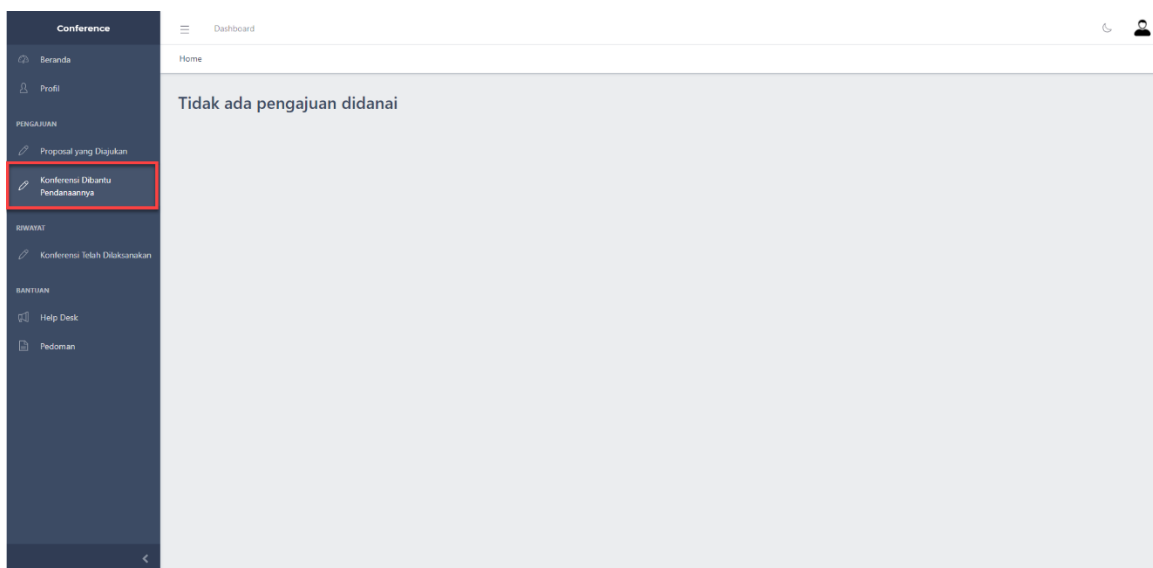 Conference
Dashboard
Beranda
Home
Profil
Tidak ada pengajuan didanai
PENGAJUAN
Proposal yang Diajukan
Konferensi Dibantu
Pendanaannya
RIWAYAT
Konferensi Telah Dilaksanakan
BANTUAN
Help Desk
Pedoman